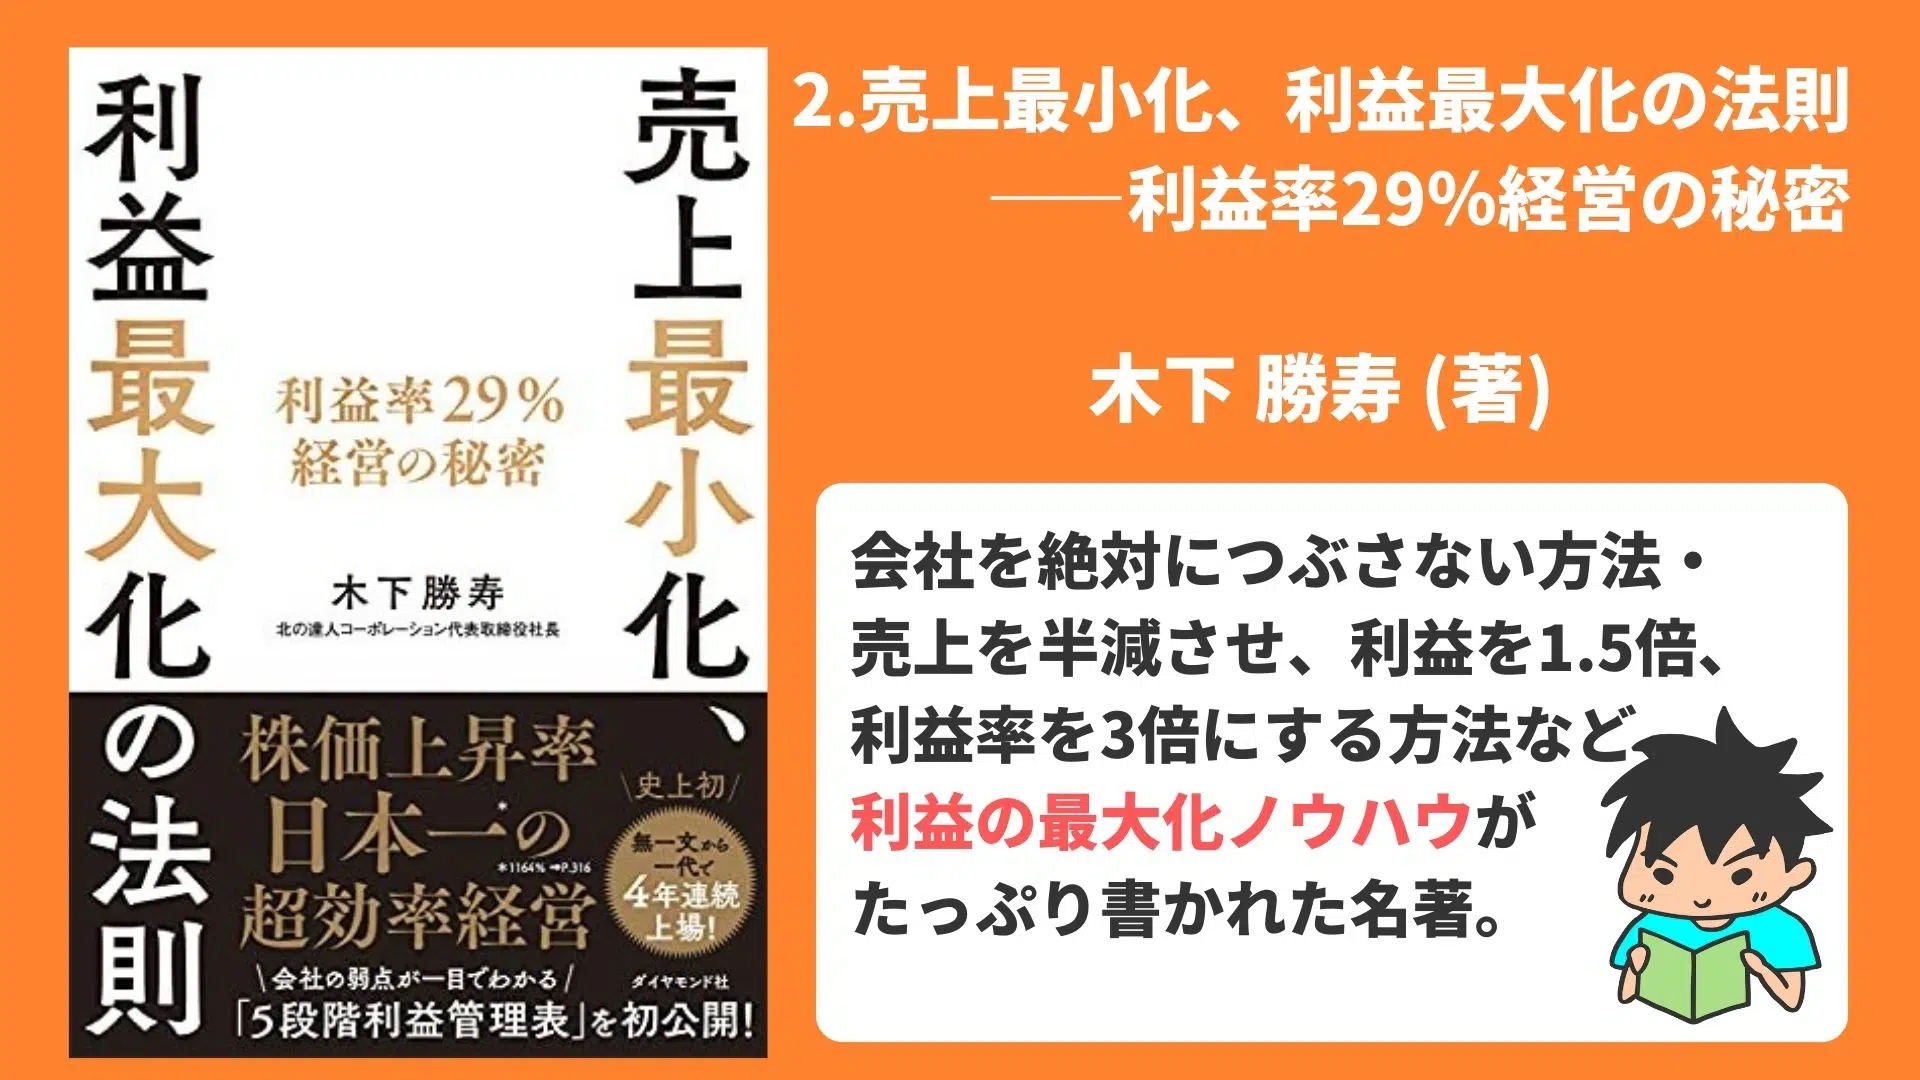 売上最小化、
利益最大化の法則
利益率29%
経営の秘密
木下勝寿
北の達人コーポレーション代表取締役社長
株価上昇率
日本一*の
*1164% ➡P.316
超効率経営
\史上初/
無一文から
一代で
4年連続
上場!
\会社の弱点が一目でわかる/
「5段階利益管理表」を初公開!
ダイヤモンド社
2.売上最小化、利益最大化の法則
──利益率29%経営の秘密
木下 勝寿 (著)
会社を絶対につぶさない方法・
売上を半減させ、利益を1.5倍、
利益率を3倍にする方法など
利益の最大化ノウハウが
たっぷり書かれた名著。